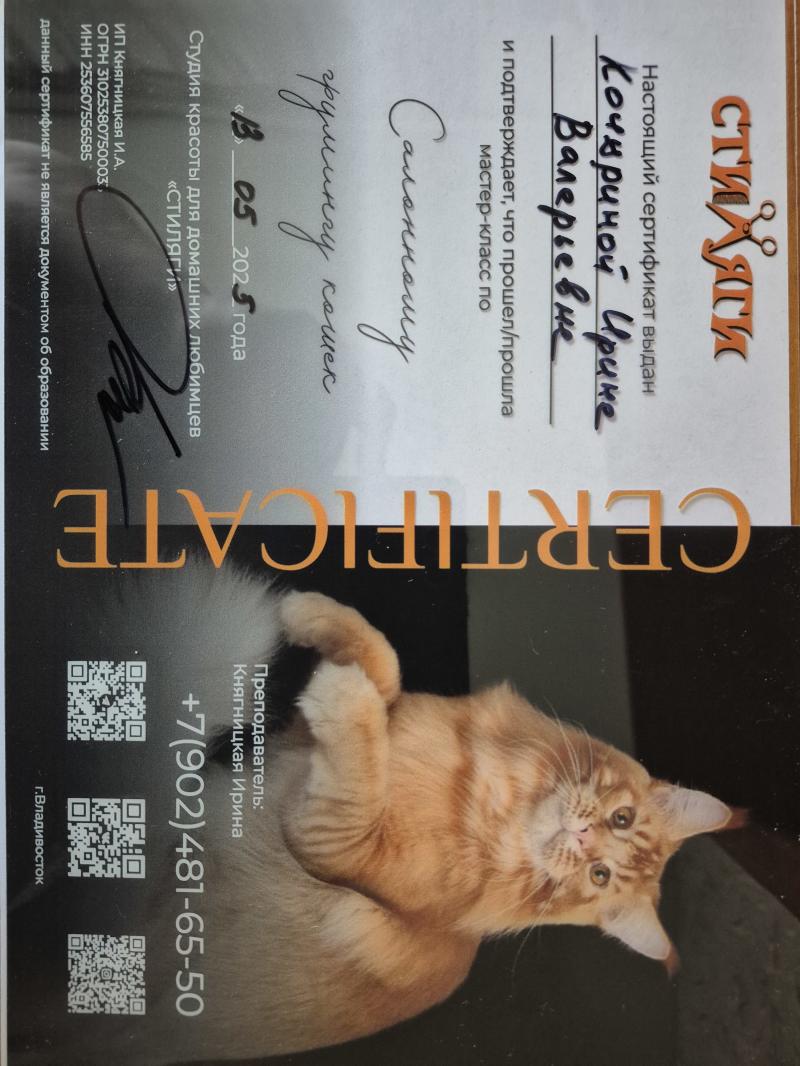 СТИЛЯГИ
Настоящий сертификат выдан
Кочкриной Ирине
Валерьевне
и подтверждает, что прошел/прошла
мастер-класс по
Салонному
грумингу кошек
«13» 05 2025 года
Студия красоты для домашних любимцев
«СТИЛЯГИ»
ИП Княгницкая И.А.
ОГРН 31025380750003
ИНН 253607556585
данный сертификат не является документом об образовании
CERTIFICATE
Преподаватель:
Княгницкая Ирина
+7(902)481-65-50
г.Владивосток